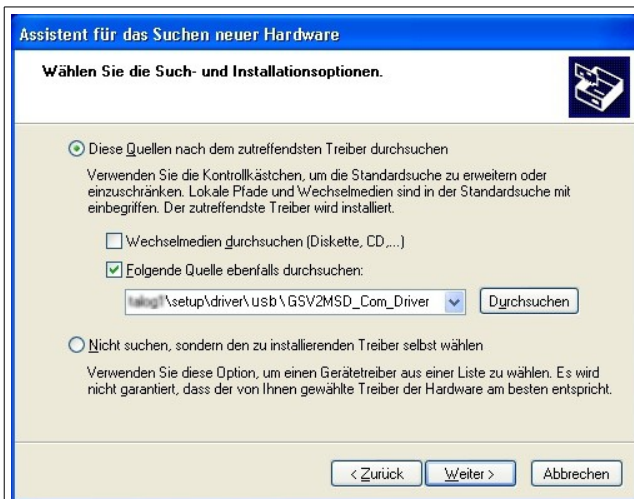 Assistent für das Suchen neuer Hardware
Wählen Sie die Such- und Installationsoptionen.
Diese Quellen nach dem zutreffendsten Treiber durchsuchen
Verwenden Sie die Kontrollkästchen, um die Standardsuche zu erweitern oder
einzuschränken. Lokale Pfade und Wechselmedien sind in der Standardsuche mit
einbegriffen. Der zutreffendste Treiber wird installiert.
Wechselmedien durchsuchen (Diskette, CD,...)
Folgende Quelle ebenfalls durchsuchen:
\setup\driver\usb\GSV2MSD_Com_Driver
Durchsuchen
Nicht suchen, sondern den zu installierenden Treiber selbst wählen
Verwenden Sie diese Option, um einen Gerätetreiber aus einer Liste zu wählen. Es wird
nicht garantiert, dass der von Ihnen gewählte Treiber der Hardware am besten entspricht.
< Zurück Weiter > Abbrechen